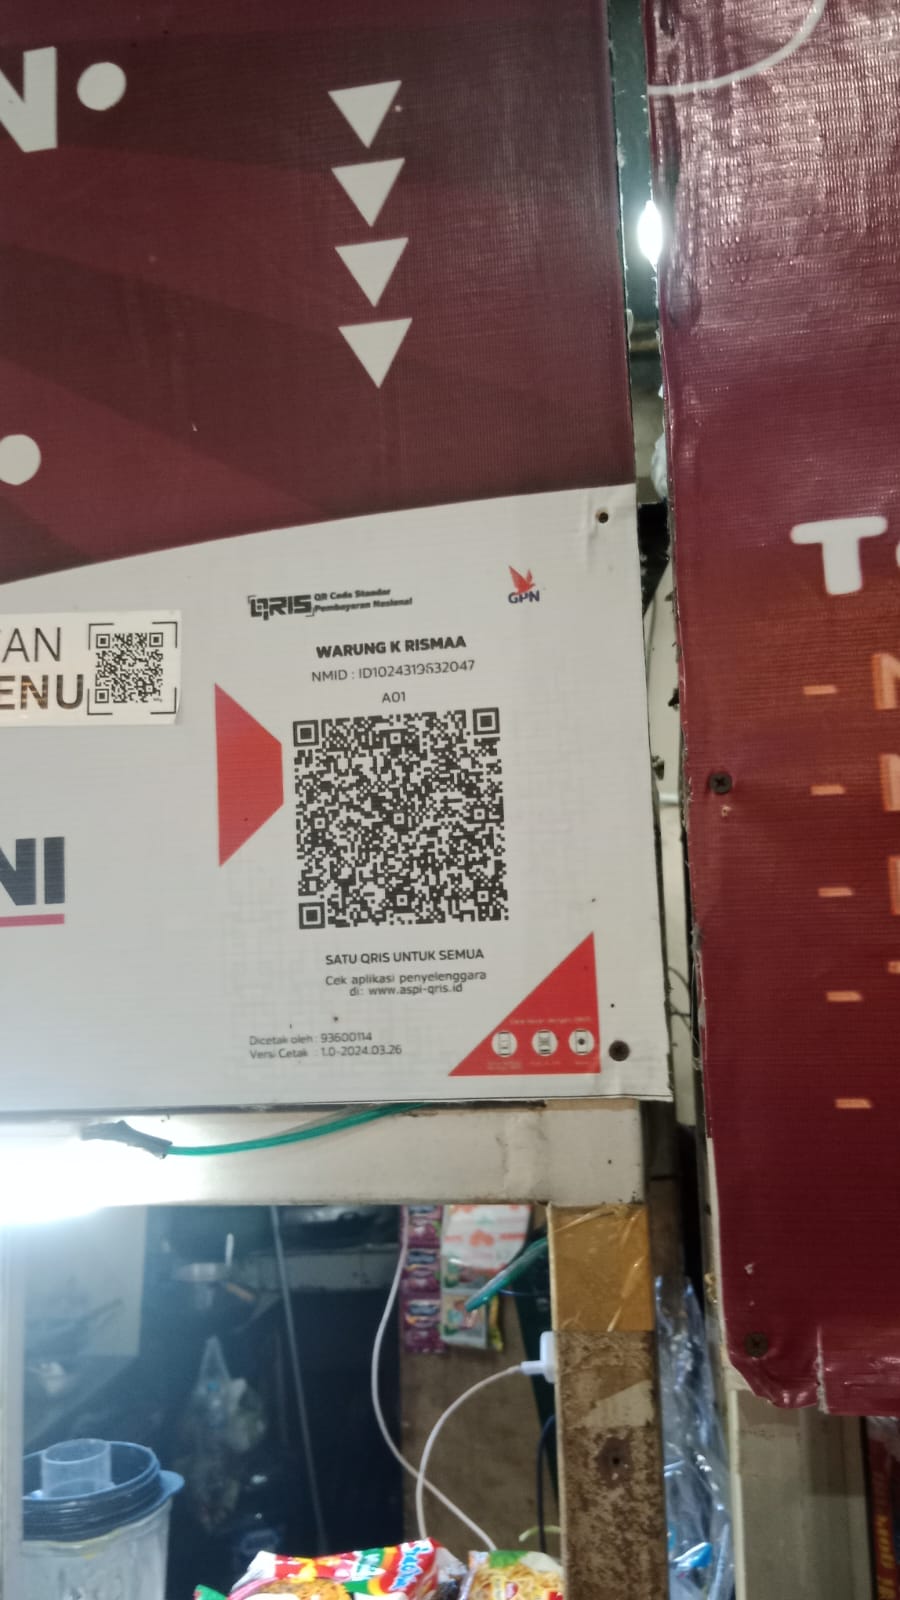 QRIS QR Code Standar
Pembayaran Nasional
GPN
WARUNG K RISMAA
NMID : ID1024319632047
A01
AN
ENU
NI
SATU QRIS UNTUK SEMUA
Cek aplikasi penyelenggara
di: www.aspi-qris.id
Dicetak oleh : 93600114
Versi Cetak : 1.0-2024.03.26